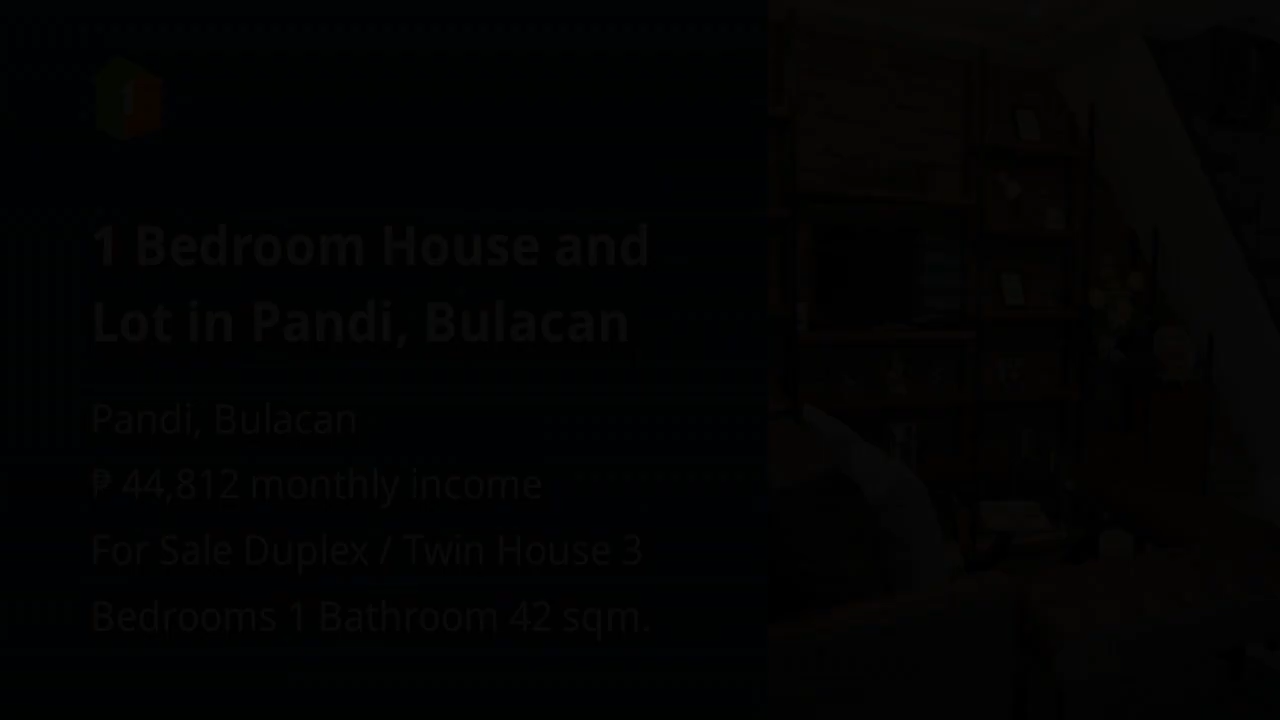 1 Bedroom House and
Lot in Pandi, Bulacan
Pandi, Bulacan
₱ 44,812 monthly income
For Sale Duplex / Twin House 3
Bedrooms 1 Bathroom 42 sqm.